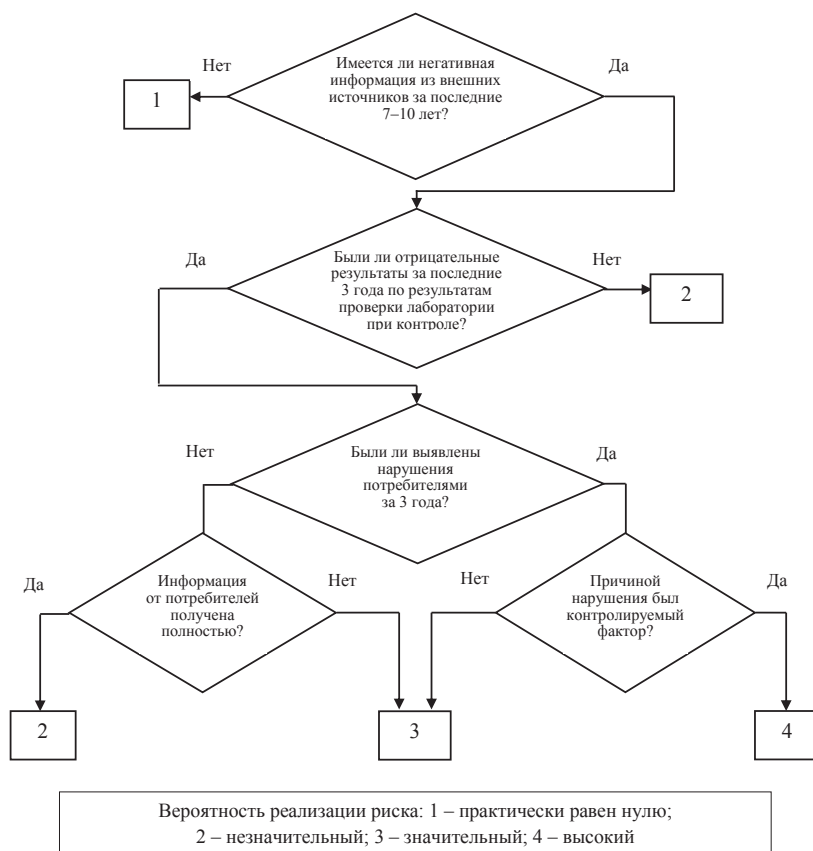 Нет
Имеется ли негативная
информация из внешних
источников за последние
7–10 лет?
Да
1
Да
Были ли отрицательные
результаты за последние
3 года по результатам
проверки лаборатории
при контроле?
Нет
2
Нет
Были ли выявлены
нарушения
потребителями
за 3 года?
Да
Да
Информация
от потребителей
получена
полностью?
Нет
Нет
Причиной
нарушения был
контролируемый
фактор?
Да
2
3
4
Вероятность реализации риска: 1 – практически равен нулю;
2 – незначительный; 3 – значительный; 4 – высокий